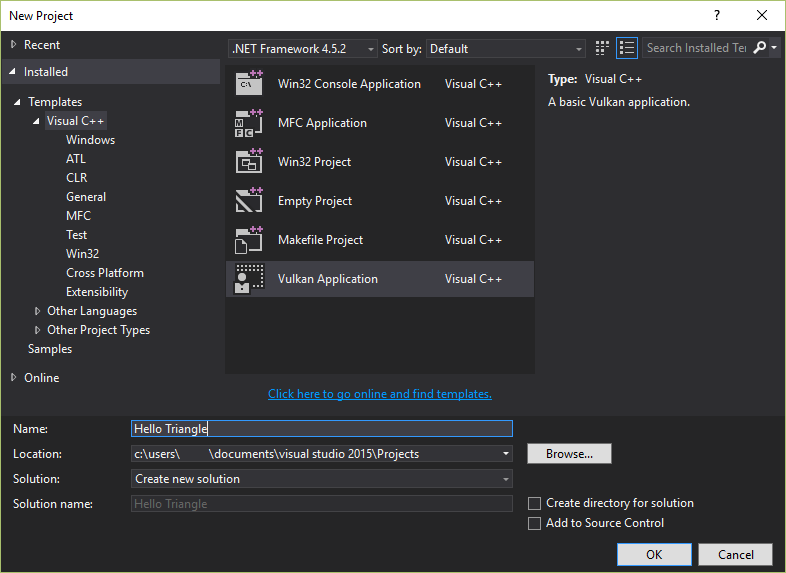 New Project
Recent
.NET Framework 4.5.2 Sort by: Default Search Installed Te
Installed
Templates
Visual C++
Windows
ATL
CLR
General
MFC
Test
Win32
Cross Platform
Extensibility
Other Languages
Other Project Types
Samples
Online
Win32 Console Application Visual C++
MFC Application Visual C++
Win32 Project Visual C++
Empty Project Visual C++
Makefile Project Visual C++
Vulkan Application Visual C++
Type: Visual C++
A basic Vulkan application.
Click here to go online and find templates.
Name: Hello Triangle
Location: c:\users\ \documents\visual studio 2015\Projects Browse...
Solution: Create new solution
Solution name: Hello Triangle
Create directory for solution
Add to Source Control
OK Cancel